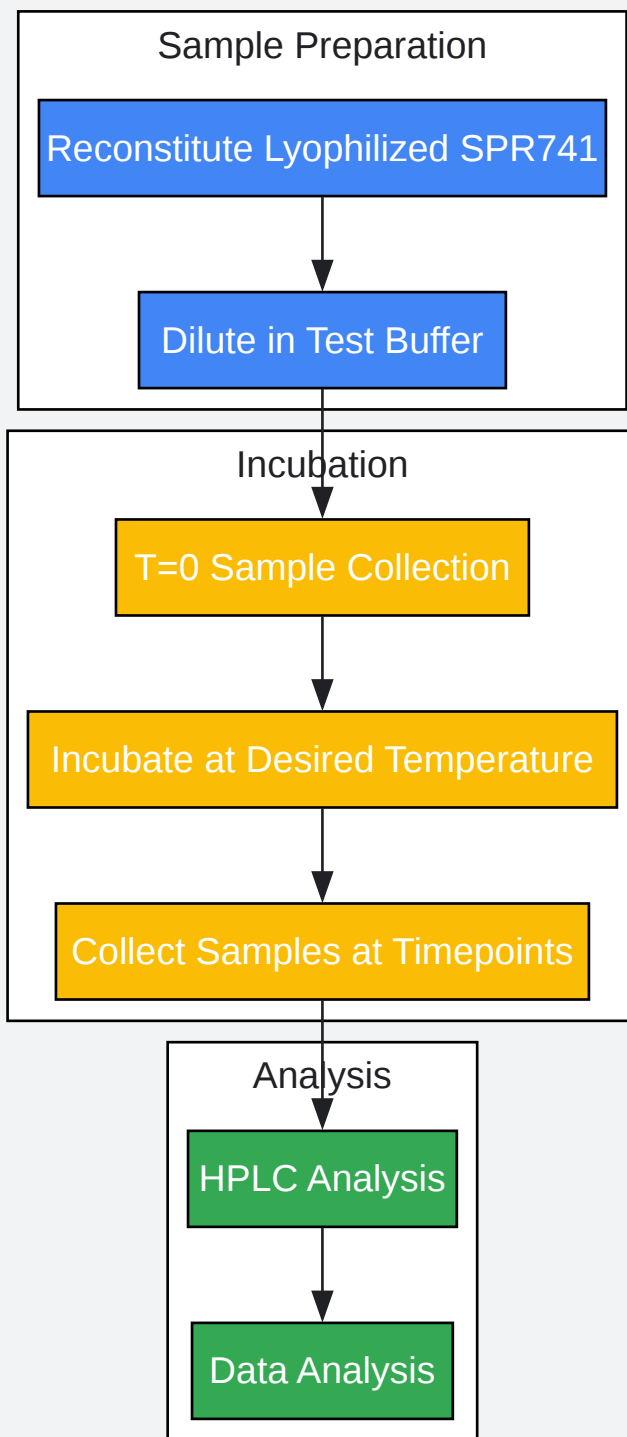 Sample Preparation
Reconstitute Lyophilized SPR741
Dilute in Test Buffer
Incubation
T=0 Sample Collection
Incubate at Desired Temperature
Collect Samples at Timepoints
Analysis
HPLC Analysis
Data Analysis